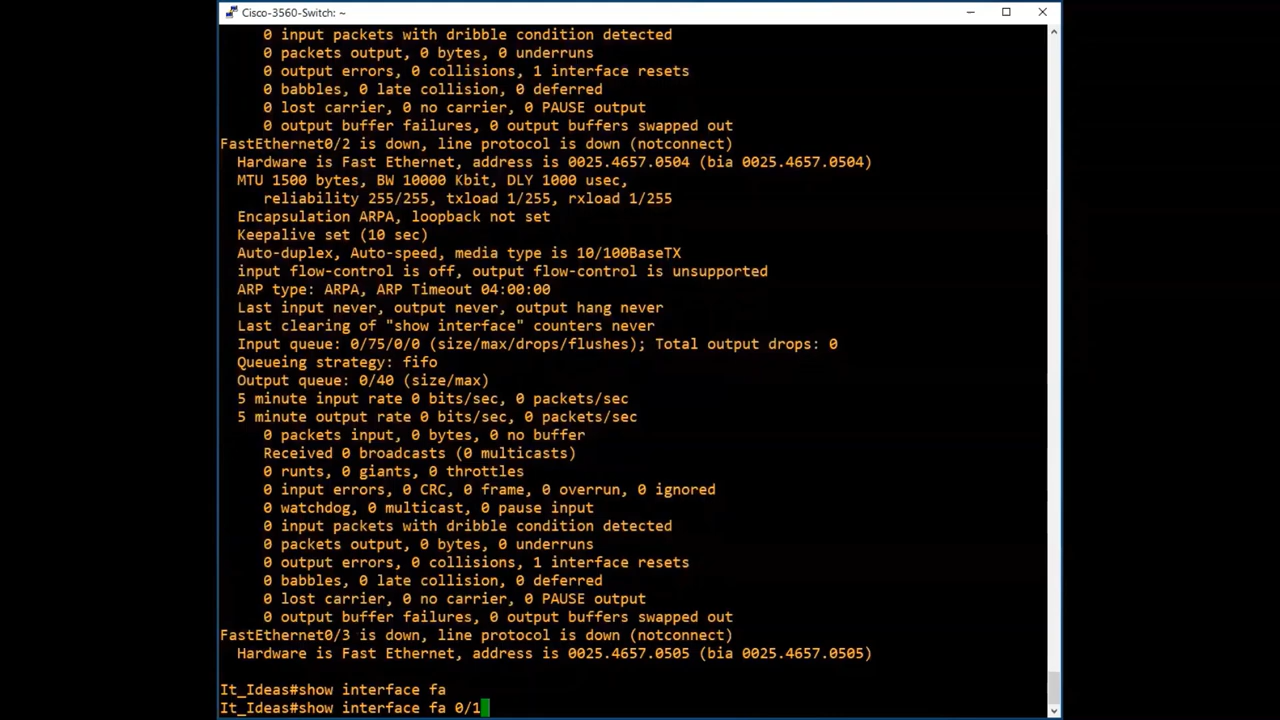 Cisco-3560-Switch: ~
0 input packets with dribble condition detected
0 packets output, 0 bytes, 0 underruns
0 output errors, 0 collisions, 1 interface resets
0 babbles, 0 late collision, 0 deferred
0 lost carrier, 0 no carrier, 0 PAUSE output
0 output buffer failures, 0 output buffers swapped out
FastEthernet0/2 is down, line protocol is down (notconnect)
Hardware is Fast Ethernet, address is 0025.4657.0504 (bia 0025.4657.0504)
MTU 1500 bytes, BW 10000 Kbit, DLY 1000 usec,
reliability 255/255, txload 1/255, rxload 1/255
Encapsulation ARPA, loopback not set
Keepalive set (10 sec)
Auto-duplex, Auto-speed, media type is 10/100BaseTX
input flow-control is off, output flow-control is unsupported
ARP type: ARPA, ARP Timeout 04:00:00
Last input never, output never, output hang never
Last clearing of "show interface" counters never
Input queue: 0/75/0/0 (size/max/drops/flushes); Total output drops: 0
Queueing strategy: fifo
Output queue: 0/40 (size/max)
5 minute input rate 0 bits/sec, 0 packets/sec
5 minute output rate 0 bits/sec, 0 packets/sec
0 packets input, 0 bytes, 0 no buffer
Received 0 broadcasts (0 multicasts)
0 runts, 0 giants, 0 throttles
0 input errors, 0 CRC, 0 frame, 0 overrun, 0 ignored
0 watchdog, 0 multicast, 0 pause input
0 input packets with dribble condition detected
0 packets output, 0 bytes, 0 underruns
0 output errors, 0 collisions, 1 interface resets
0 babbles, 0 late collision, 0 deferred
0 lost carrier, 0 no carrier, 0 PAUSE output
0 output buffer failures, 0 output buffers swapped out
FastEthernet0/3 is down, line protocol is down (notconnect)
Hardware is Fast Ethernet, address is 0025.4657.0505 (bia 0025.4657.0505)
It_Ideas#show interface fa
It_Ideas#show interface fa 0/1